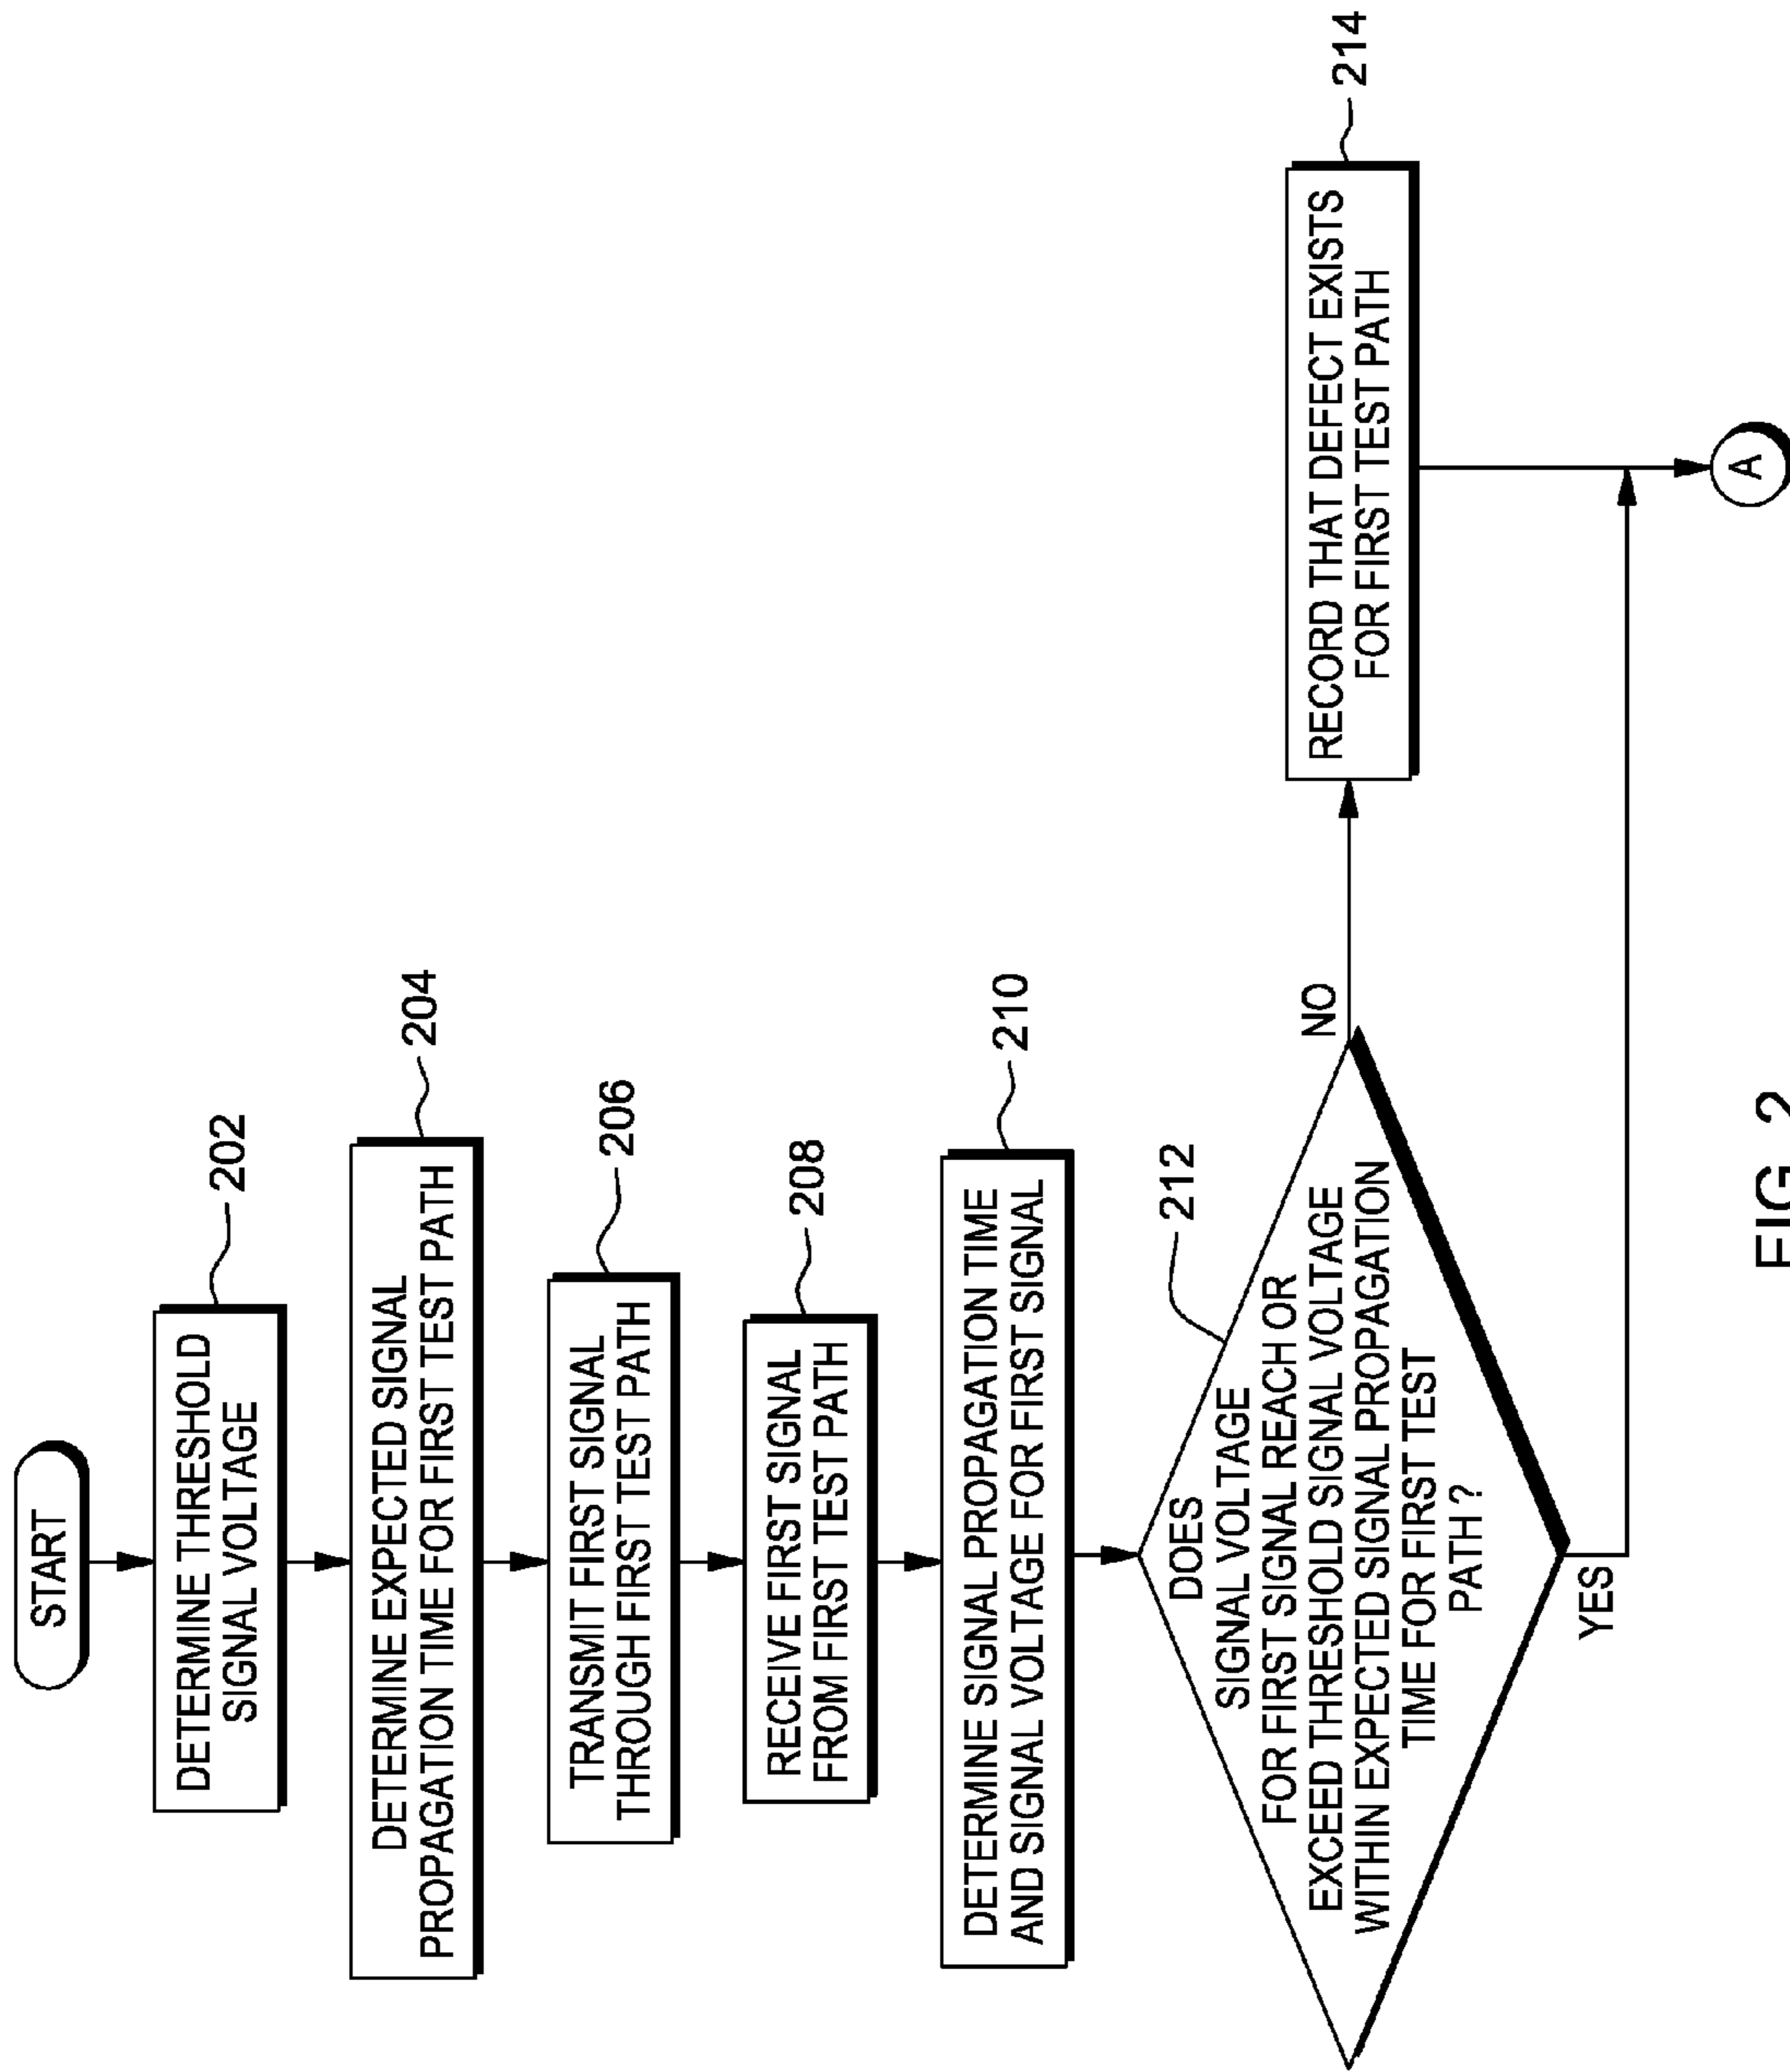 START
DETERMINE THRESHOLD
SIGNAL VOLTAGE
202
DETERMINE EXPECTED SIGNAL
PROPAGATION TIME FOR FIRST TEST PATH
204
TRANSMIT FIRST SIGNAL
THROUGH FIRST TEST PATH
206
RECEIVE FIRST SIGNAL
FROM FIRST TEST PATH
208
DETERMINE SIGNAL PROPAGATION TIME
AND SIGNAL VOLTAGE FOR FIRST SIGNAL
210
212
DOES
SIGNAL VOLTAGE
FOR FIRST SIGNAL REACH OR
EXCEED THRESHOLD SIGNAL VOLTAGE
WITHIN EXPECTED SIGNAL PROPAGATION
TIME FOR FIRST TEST
PATH ?
NO
YES
RECORD THAT DEFECT EXISTS
FOR FIRST TEST PATH
214
A
FIG. 2